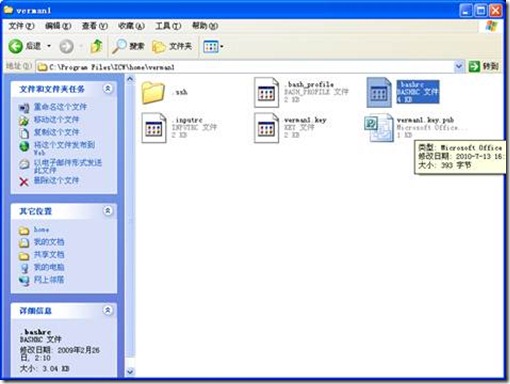 verman1
文件(F) 编辑(E) 查看(V) 收藏(A) 工具(T) 帮助(H)
后退 搜索 文件夹
地址(D) C:\Program Files\ICW\home\verman1 转到
文件和文件夹任务
重命名这个文件
移动这个文件
复制这个文件
将这个文件发布到
Web
以电子邮件形式发送
此文件
删除这个文件
其它位置
home
我的文档
共享文档
我的电脑
网上邻居
详细信息
.bashrc
BASHRC 文件
修改日期: 2009年2月26
日, 2:10
大小: 3.04 KB
.ssh
.bash_profile
BASH_PROFILE 文件
2 KB
.bashrc
BASHRC 文件
4 KB
.inputrc
INPUTRC 文件
2 KB
verman1.key
KEY 文件
2 KB
verman1.key.pub
Microsoft Office...
1 KB
类型: Microsoft Office
修改日期: 2010-7-13 16:
大小: 393 字节